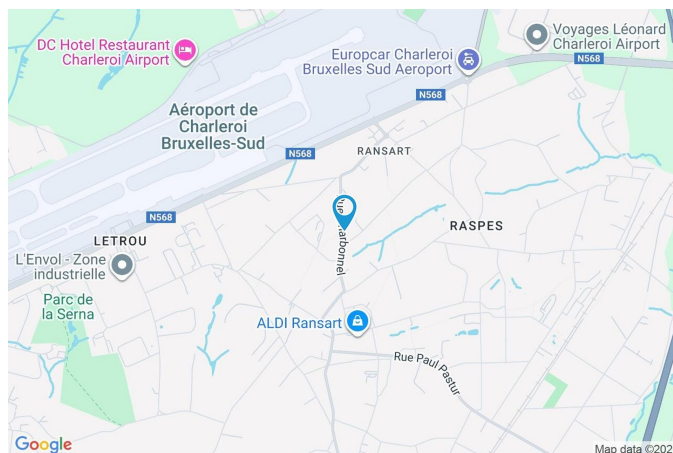 DC Hotel Restaurant
Charleroi Airport
Europcar Charleroi
Bruxelles Sud Aeroport
Voyages Léonard
Charleroi Airport
N568
N568
Aéroport de
Charleroi
Bruxelles-Sud
N568
RANSART
N568
LETROU
RASPES
L'Envol - Zone
industrielle
Parc de
la Serna
ALDI Ransart
Rue Paul Pastur
Google
Map data ©202